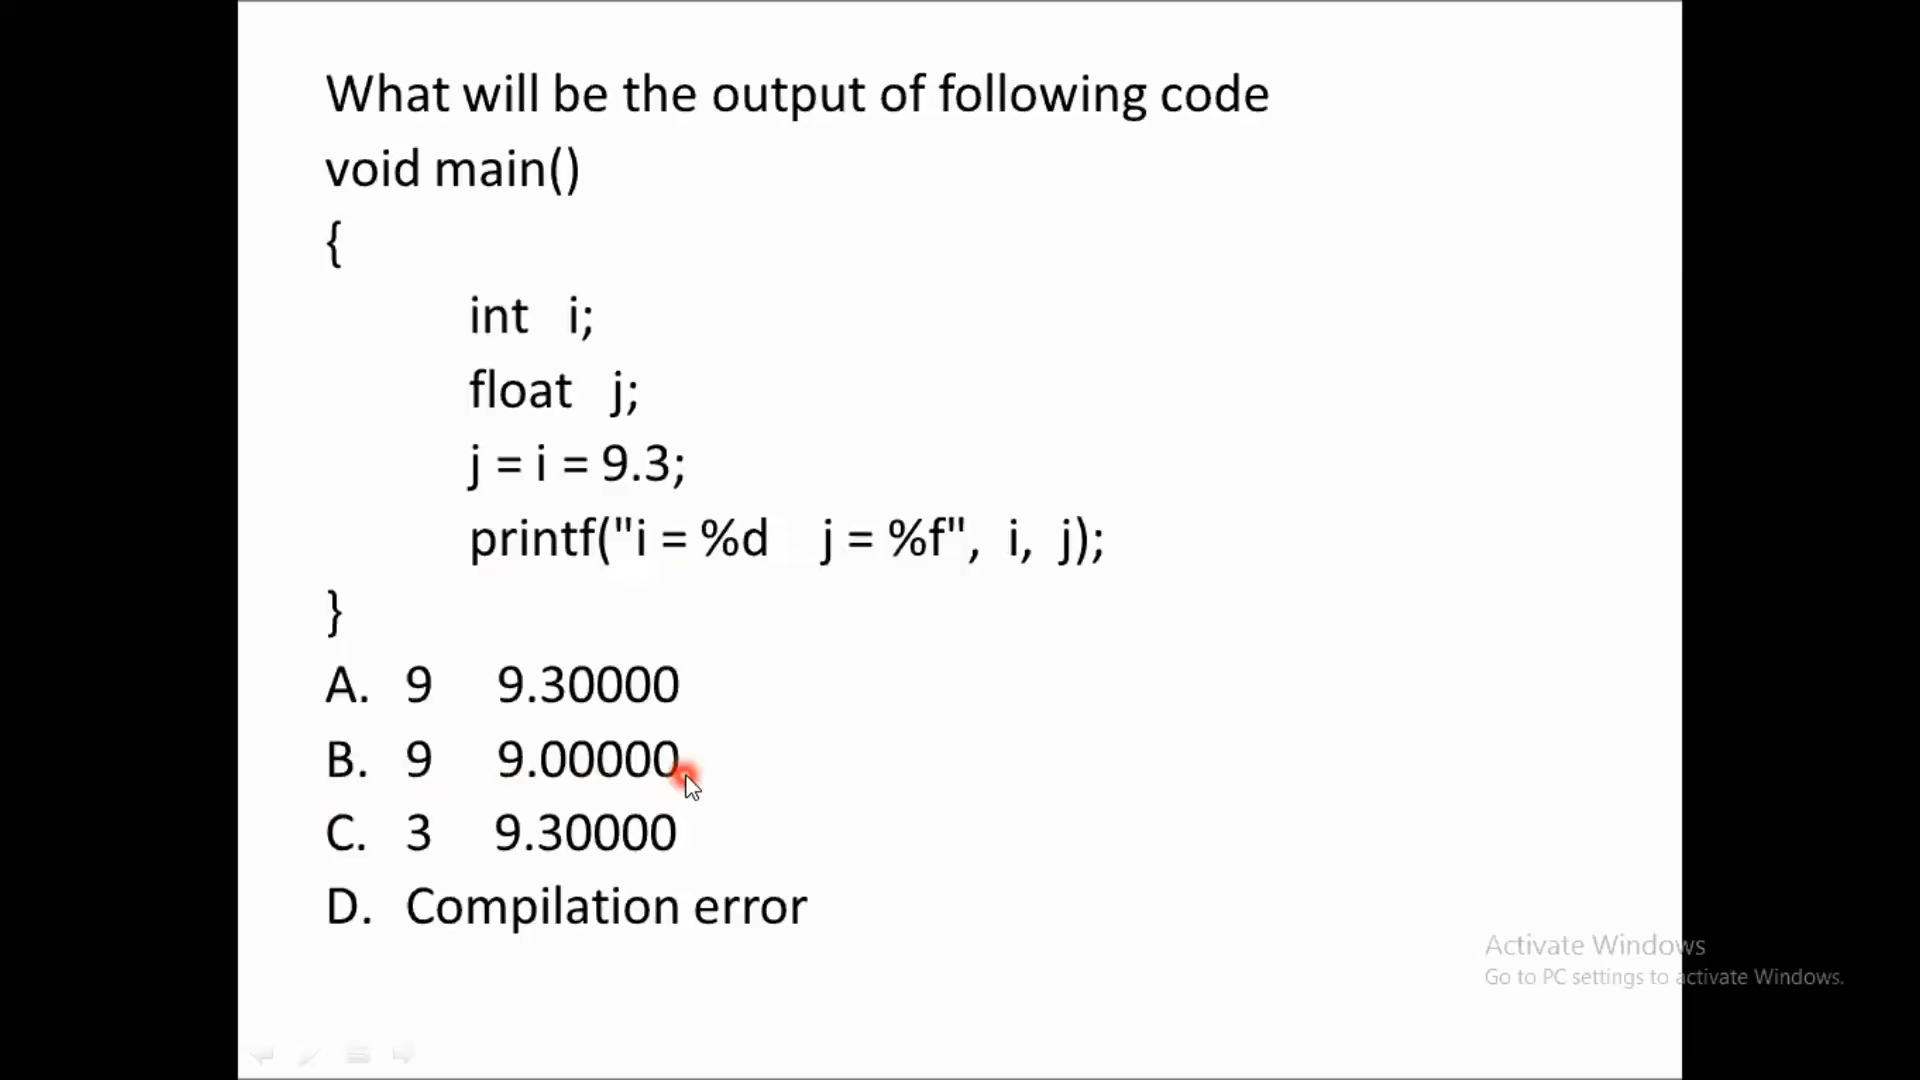 What will be the output of following code
void main()
{
int i;
float j;
j = i = 9.3;
printf("i = %d j = %f", i, j);
}
A. 9 9.30000
B. 9 9.00000
C. 3 9.30000
D. Compilation error
Activate Windows
Go to PC settings to activate Windows.